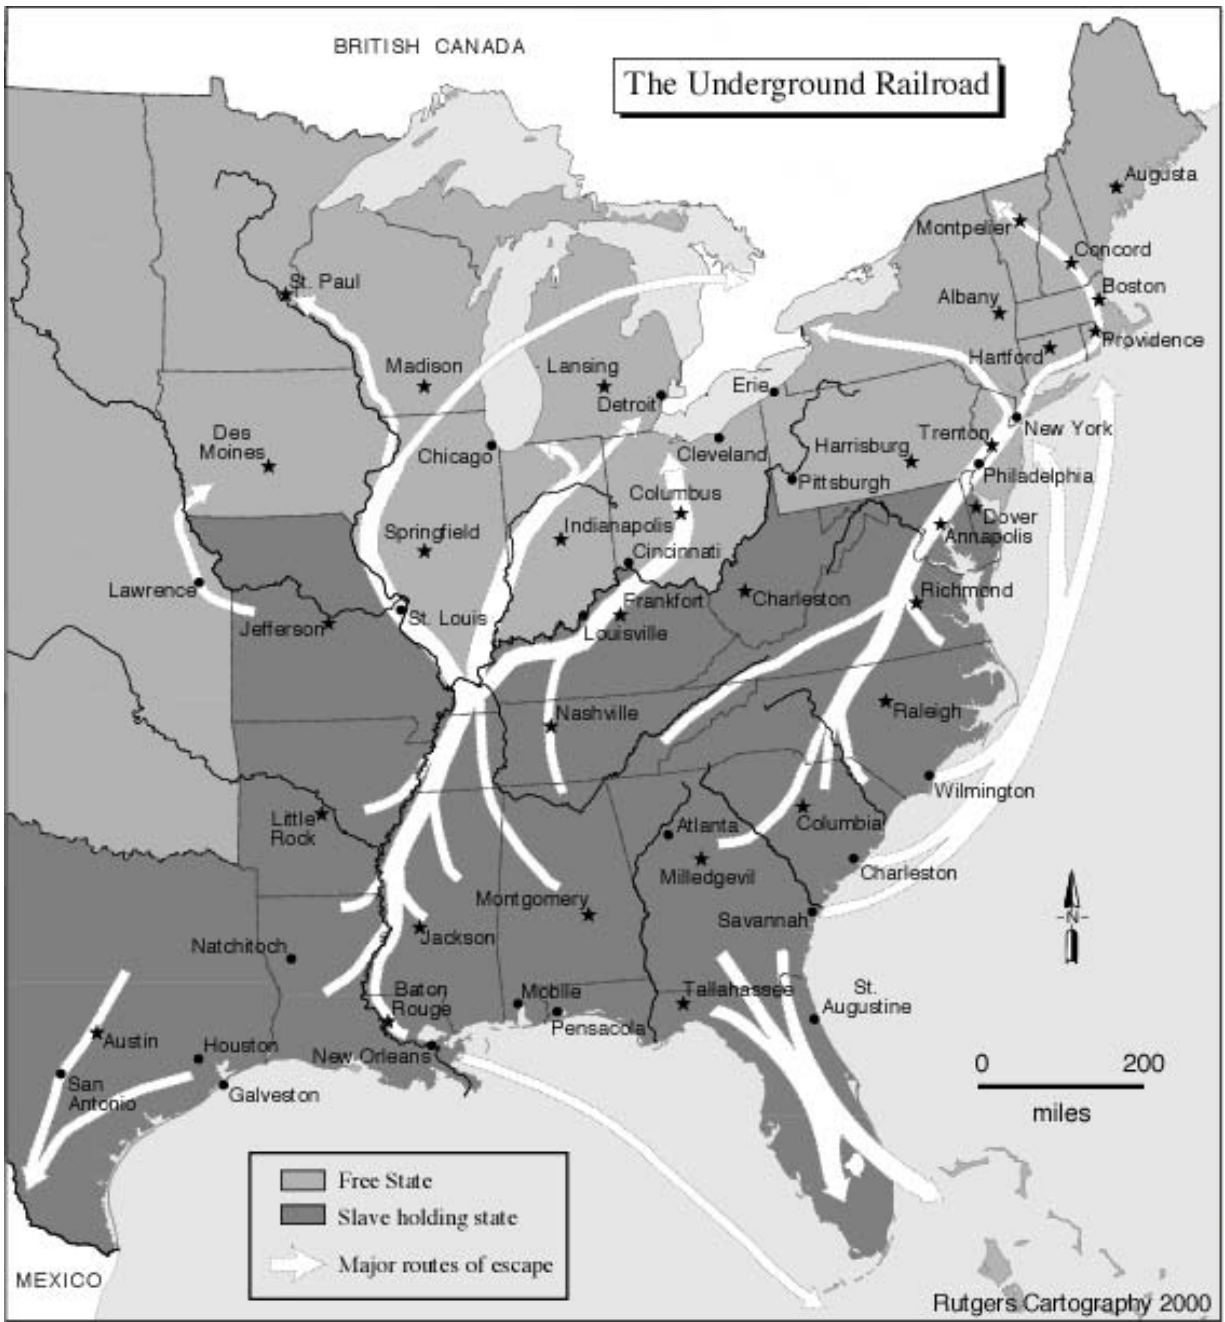 BRITISH CANADA
The Underground Railroad
Augusta
Montpelier
Concord
St. Paul
Boston
Albany
Providence
Hartford
Madison
Lansing
Erie
Detroit
New York
Des
Moines
Trenton
Harrisburg
Chicago
Cleveland
Philadelphia
Pittsburgh
Columbus
Dover
Springfield
Indianapolis
Annapolis
Cincinnati
Lawrence
Richmond
Frankfort
Charleston
St. Louis
Jefferson
Louisville
Nashville
Raleigh
Wilmington
Little
Rock
Atlanta
Columbia
Milledgevil
Charleston
Montgomery
Savannah
Jackson
Natchitoch
-N-
Baton
Rouge
Mobile
Tallahassee
St.
Augustine
Pensacola
Austin
Houston
New Orleans
0 200
miles
San
Antonio
Galveston
Free State
Slave holding state
Major routes of escape
MEXICO
Rutgers Cartography 2000